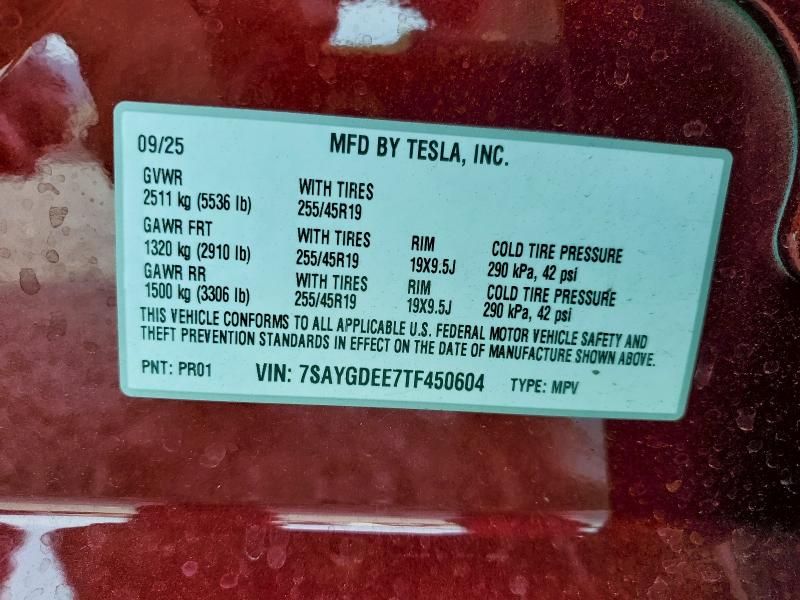 09/25 MFD BY TESLA, INC.
GVWR
2511 kg (5536 lb) WITH TIRES 255/45R19
GAWR FRT
1320 kg (2910 lb) WITH TIRES 255/45R19 RIM 19X9.5J COLD TIRE PRESSURE 290 kPa, 42 psi
GAWR RR
1500 kg (3306 lb) WITH TIRES 255/45R19 RIM 19X9.5J COLD TIRE PRESSURE 290 kPa, 42 psi
THIS VEHICLE CONFORMS TO ALL APPLICABLE U.S. FEDERAL MOTOR VEHICLE SAFETY AND
THEFT PREVENTION STANDARDS IN EFFECT ON THE DATE OF MANUFACTURE SHOWN ABOVE.
PNT: PR01 VIN: 7SAYGDEE7TF450604 TYPE: MPV